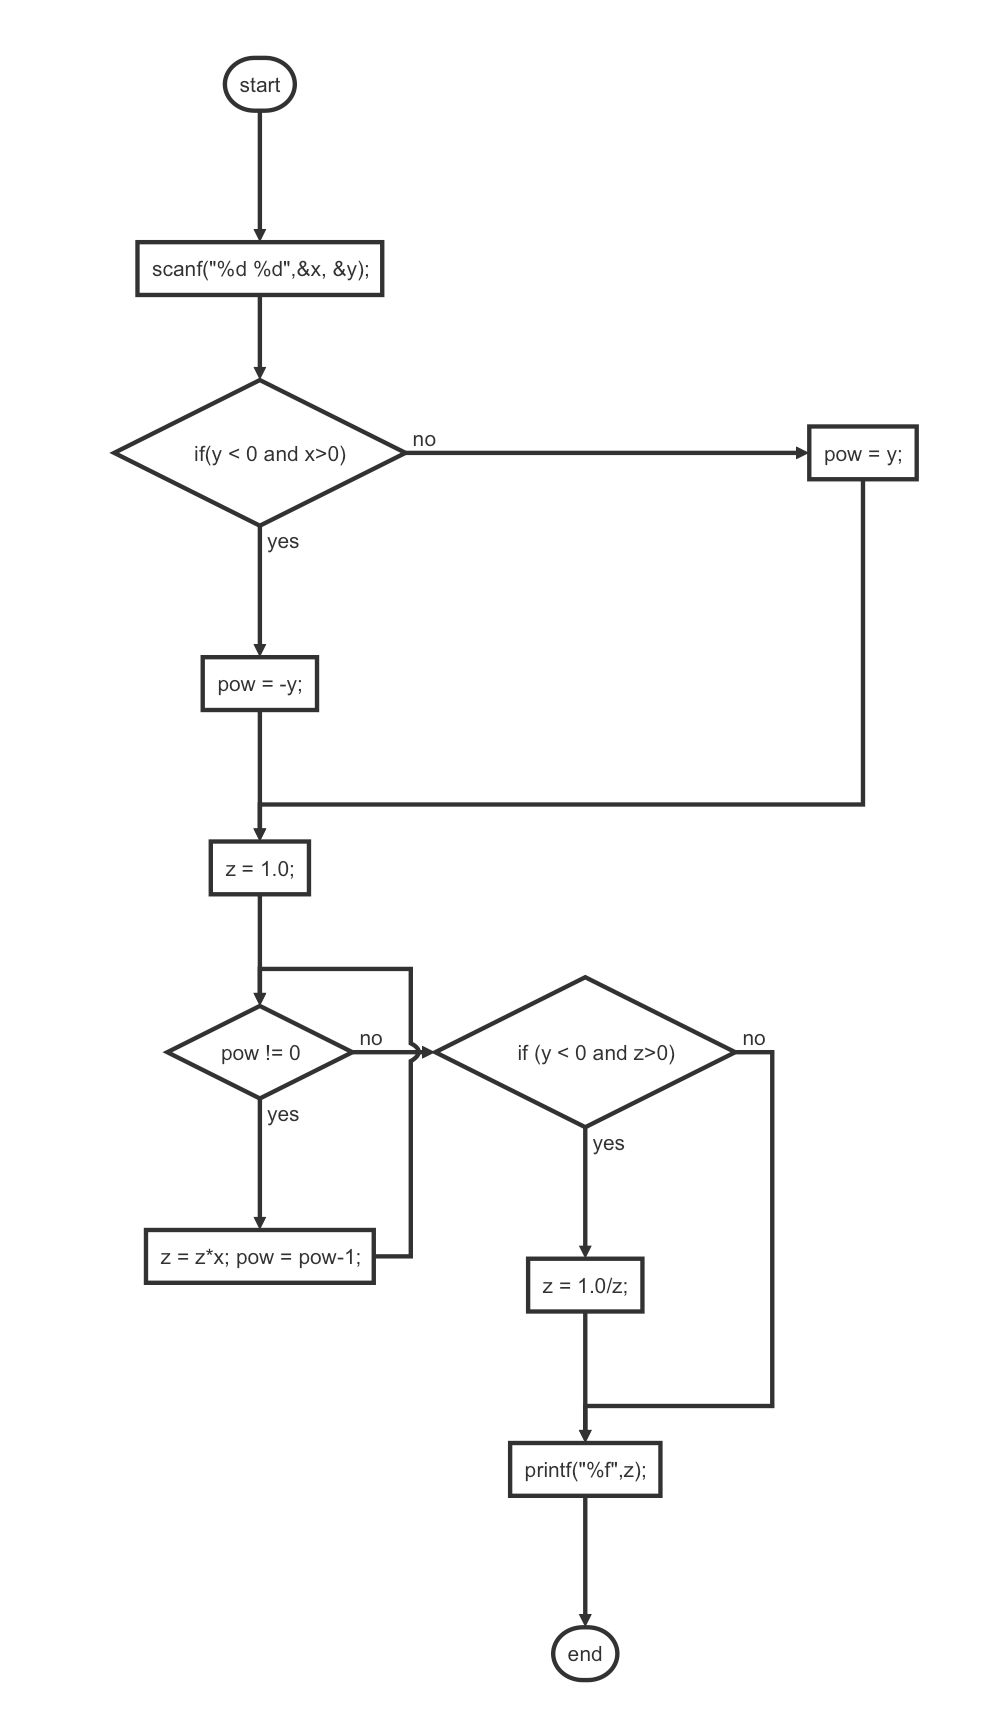 start
scanf("%d %d",&x, &y);
if(y < 0 and x>0)
no
pow = y;
yes
pow = -y;
z = 1.0;
pow != 0
no
if (y < 0 and z>0)
no
yes
yes
z = z*x; pow = pow-1;
z = 1.0/z;
printf("%f",z);
end